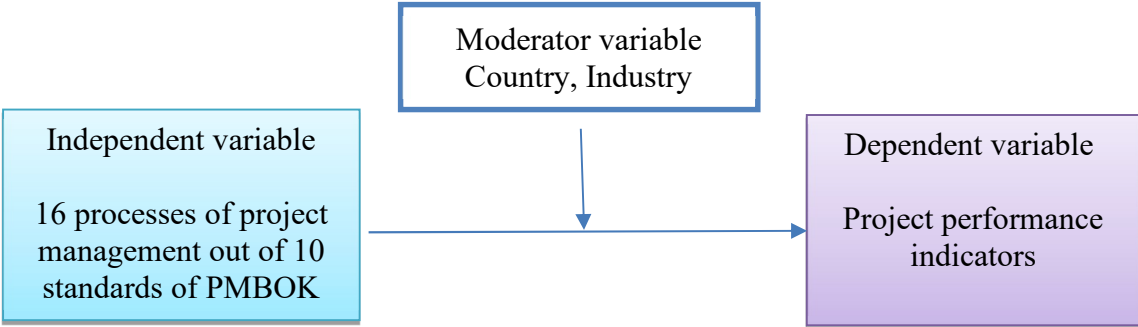 Moderator variable
Country, Industry
Independent variable
16 processes of project
management out of 10
standards of PMBOK
Dependent variable
Project performance
indicators